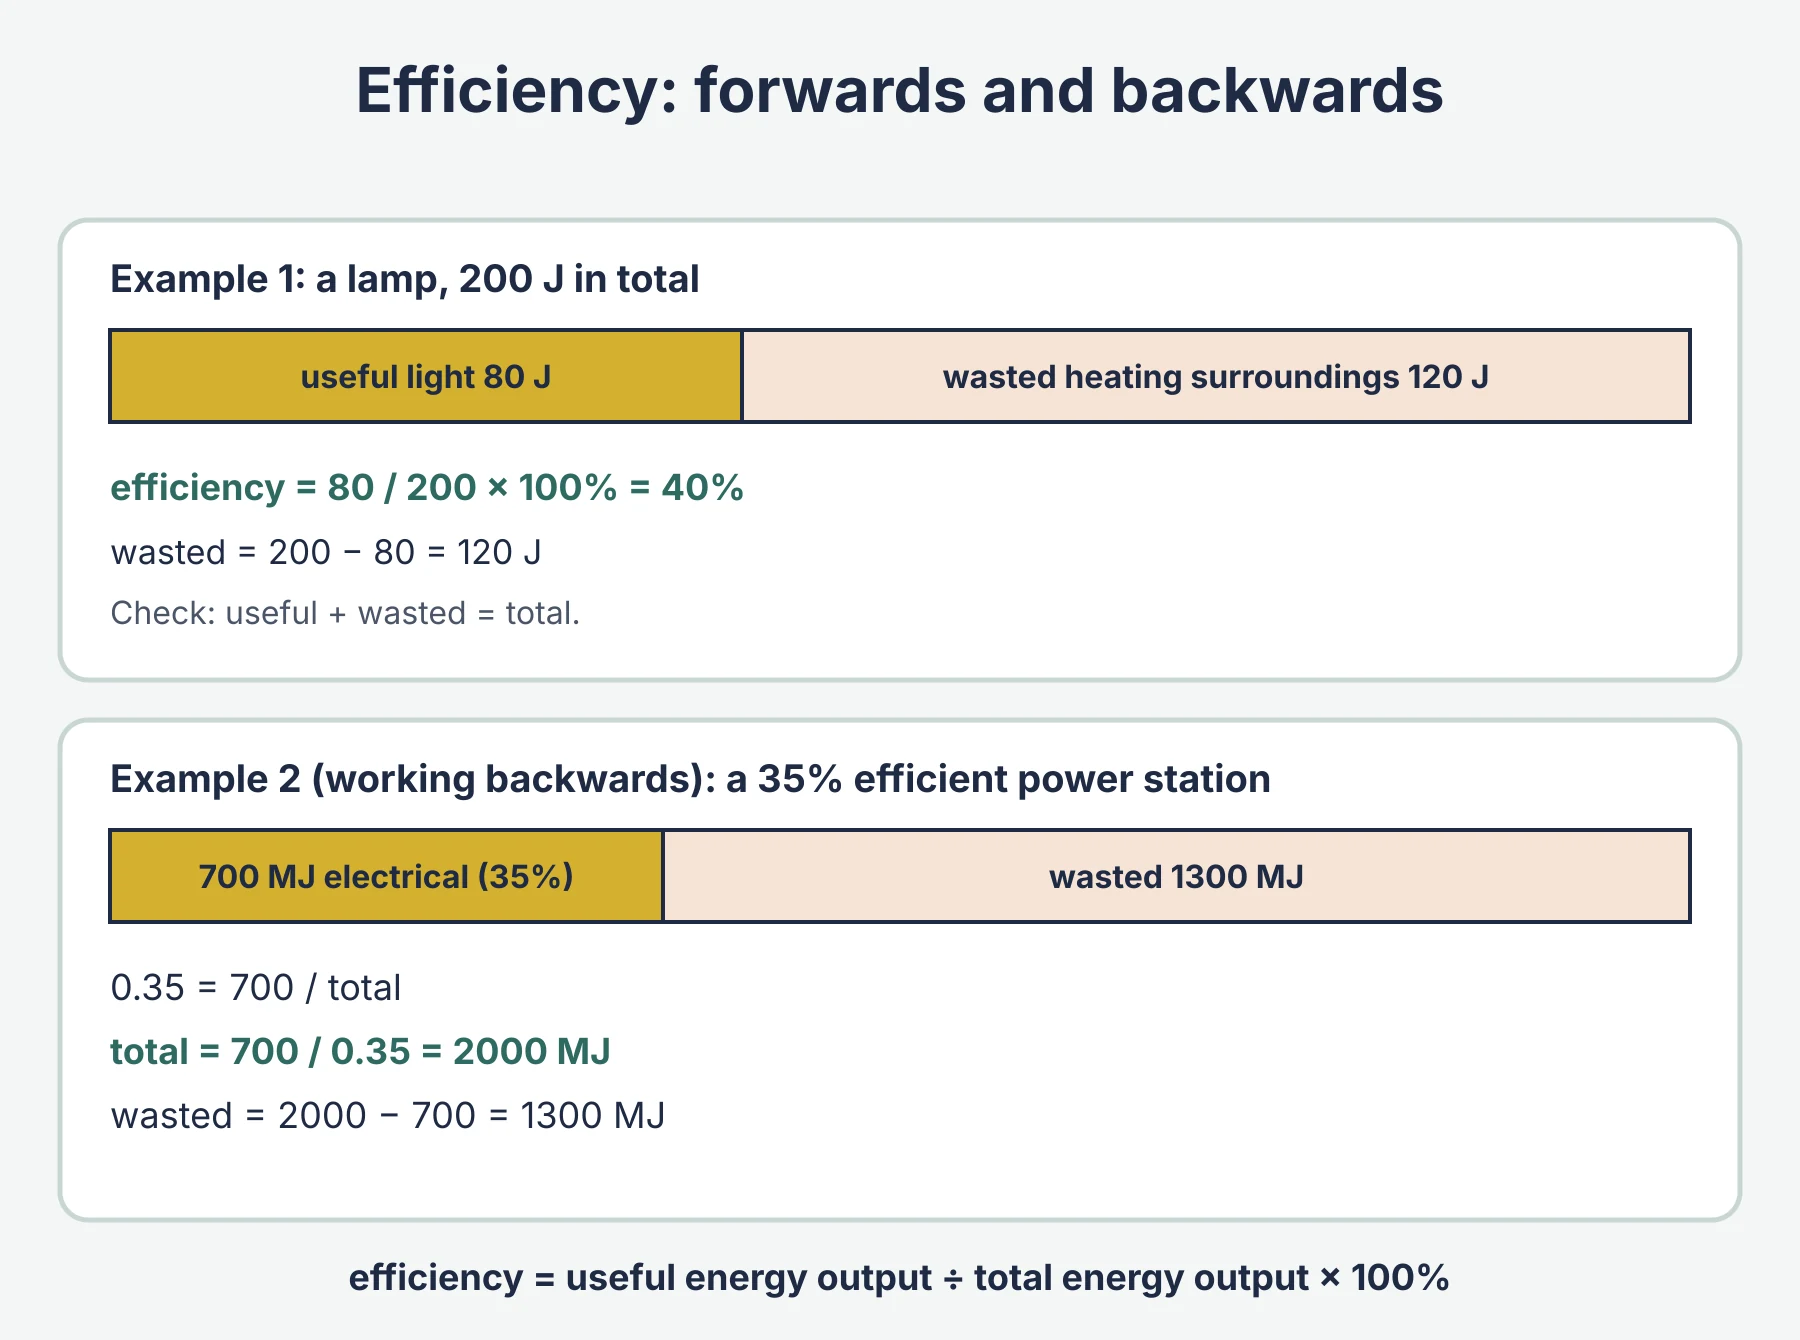 Efficiency: forwards and backwards
Example 1: a lamp, 200 J in total
useful light 80 J
wasted heating surroundings 120 J
efficiency = 80 / 200 × 100% = 40%
wasted = 200 − 80 = 120 J
Check: useful + wasted = total.
Example 2 (working backwards): a 35% efficient power station
700 MJ electrical (35%)
wasted 1300 MJ
0.35 = 700 / total
total = 700 / 0.35 = 2000 MJ
wasted = 2000 − 700 = 1300 MJ
efficiency = useful energy output ÷ total energy output × 100%